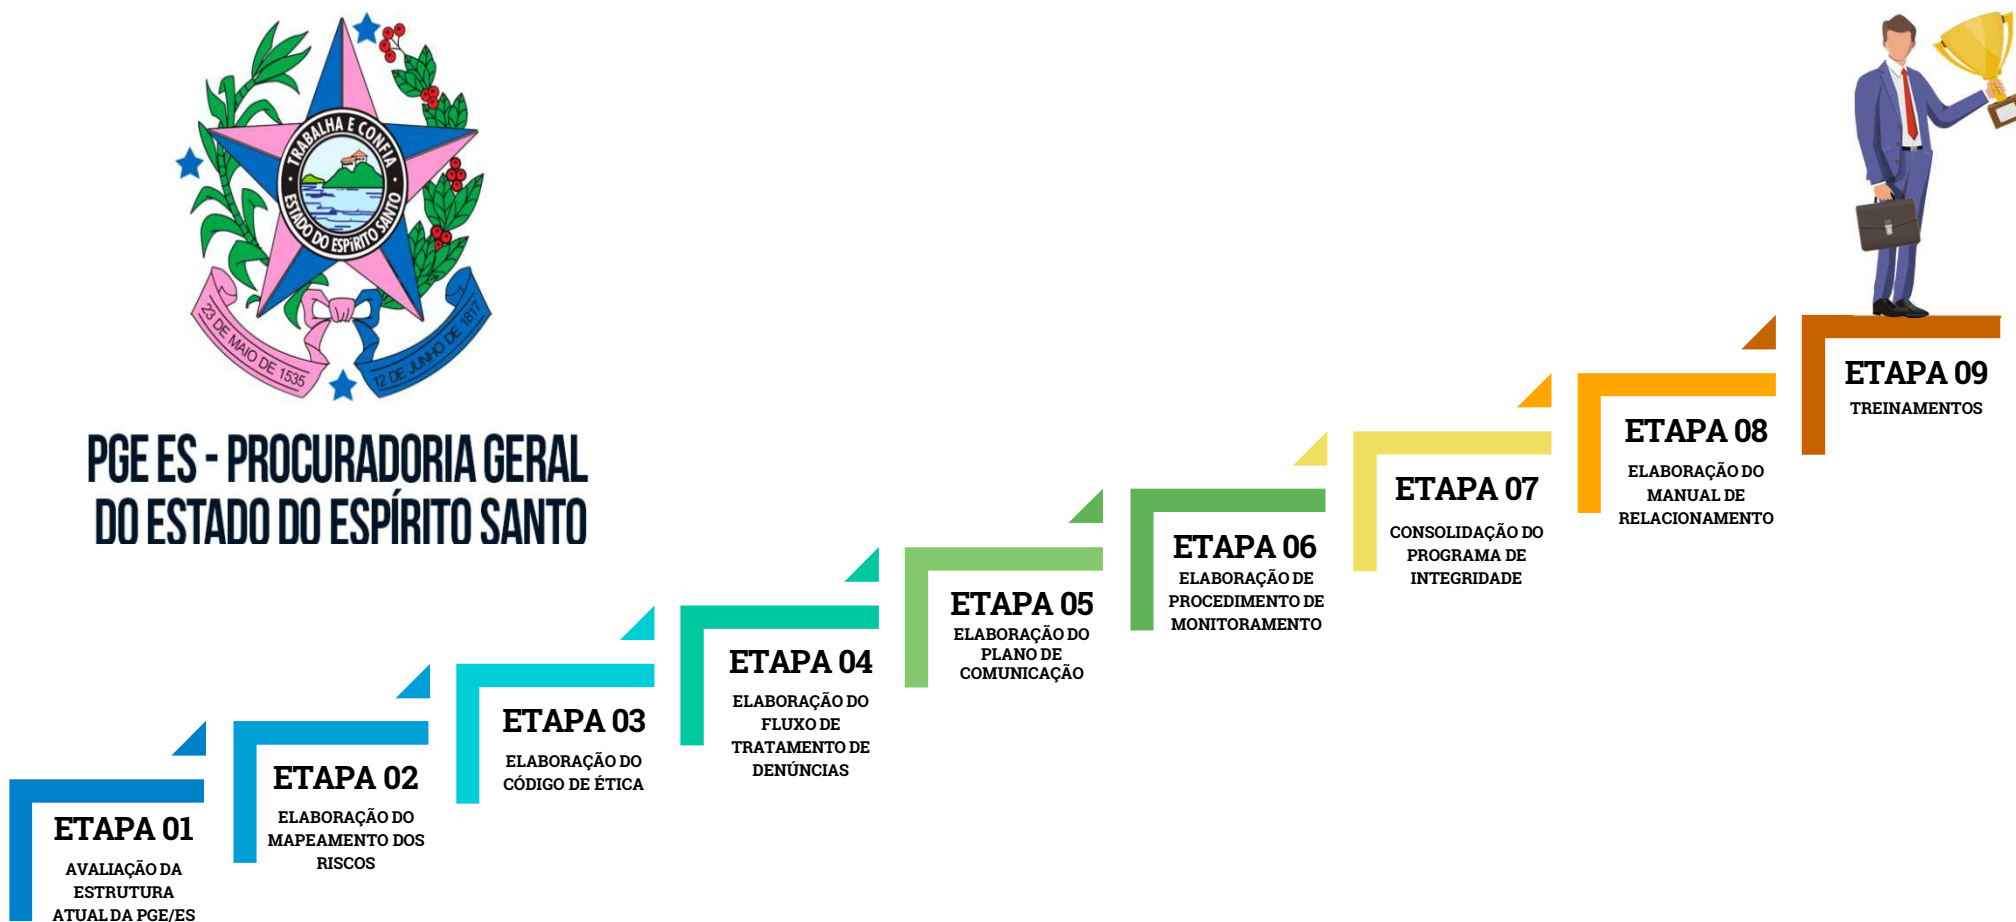 TRABALHA E CONFIA
ESTADO DO ESPÍRITO SANTO
23 DE MAIO DE 1535
12 DE JUNHO DE 1817
PGE ES - PROCURADORIA GERAL
DO ESTADO DO ESPÍRITO SANTO
ETAPA 01
AVALIAÇÃO DA
ESTRUTURA
ATUAL DA PGE/ES
ETAPA 02
ELABORAÇÃO DO
MAPEAMENTO DOS
RISCOS
ETAPA 03
ELABORAÇÃO DO
CÓDIGO DE ÉTICA
ETAPA 04
ELABORAÇÃO DO
FLUXO DE
TRATAMENTO DE
DENÚNCIAS
ETAPA 05
ELABORAÇÃO DO
PLANO DE
COMUNICAÇÃO
ETAPA 06
ELABORAÇÃO DE
PROCEDIMENTO DE
MONITORAMENTO
ETAPA 07
CONSOLIDAÇÃO DO
PROGRAMA DE
INTEGRIDADE
ETAPA 08
ELABORAÇÃO DO
MANUAL DE
RELACIONAMENTO
ETAPA 09
TREINAMENTOS